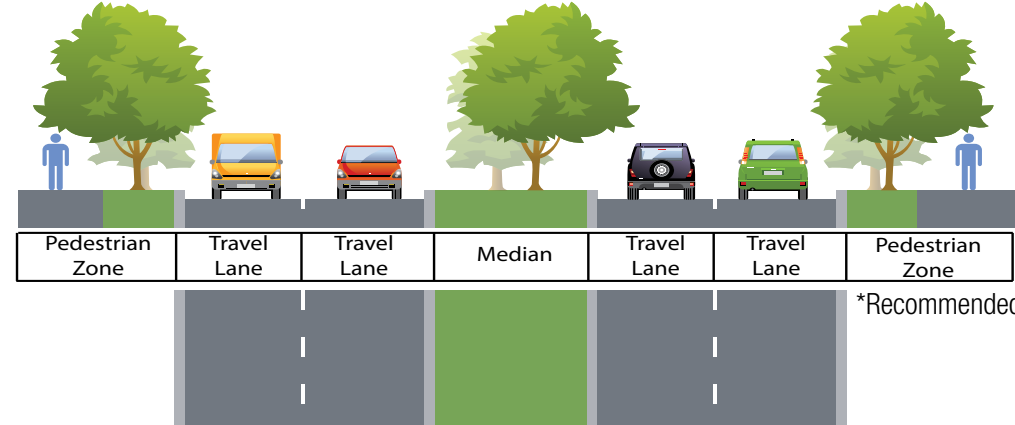 Pedestrian
Zone
Travel
Lane
Travel
Lane
Median
Travel
Lane
Travel
Lane
Pedestrian
Zone
*Recommended